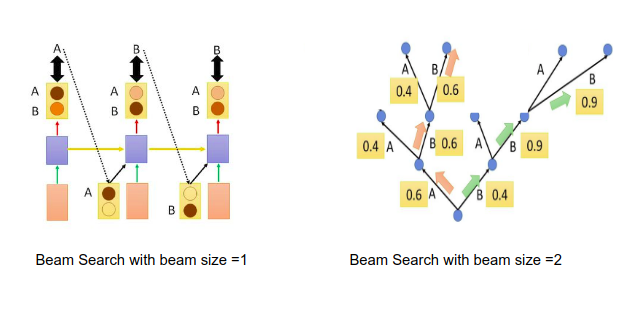 A B B
A A A
B B B
A
B
Beam Search with beam size =1
A B A B
0.4 0.6 0.9
0.4 A B 0.6 A B 0.9
0.6 A B 0.4
Beam Search with beam size =2